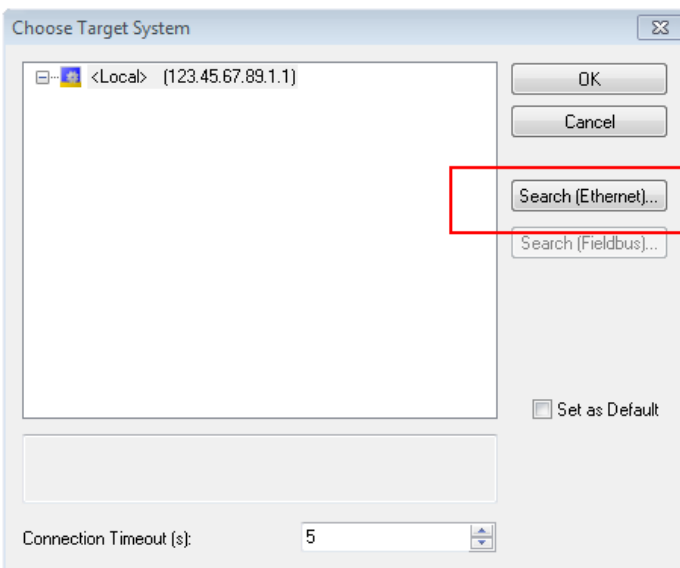 Choose Target System
<Local> (123.45.67.89.1.1)
OK
Cancel
Search (Ethernet)...
Search (Fieldbus)...
Set as Default
Connection Timeout (s): 5